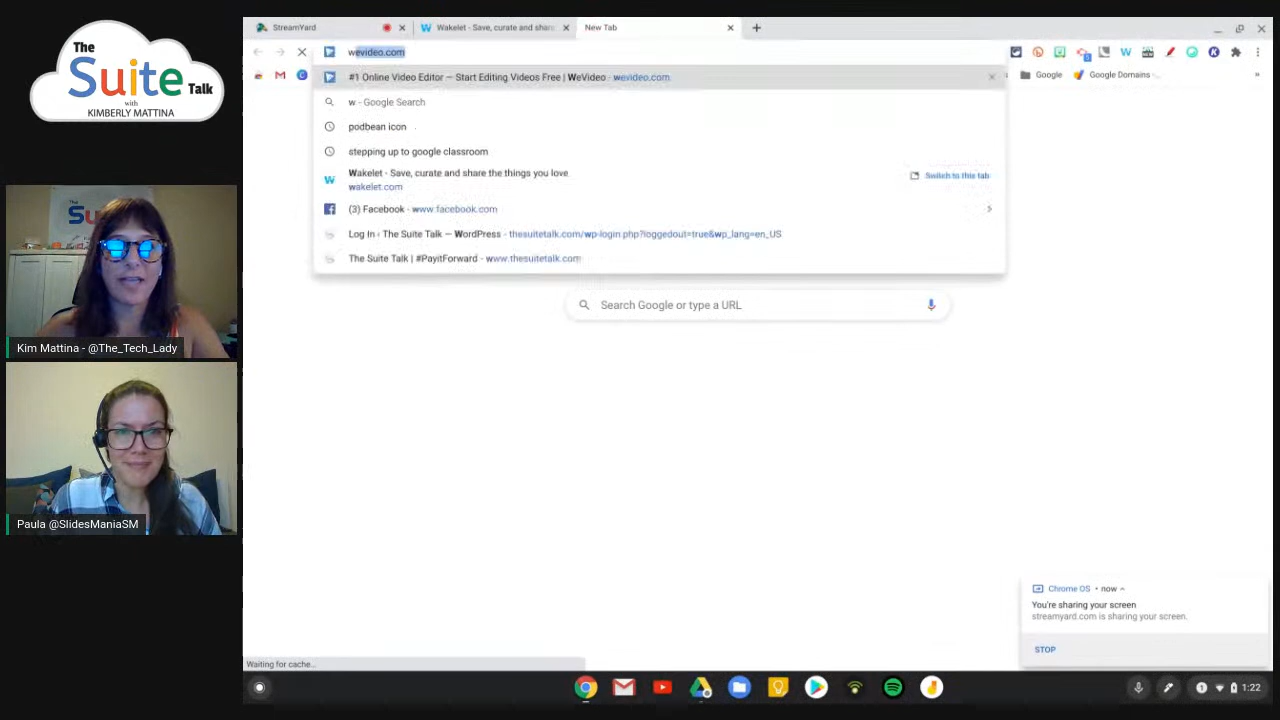 The
Suite
Talk
with
KIMBERLY MATTINA
Su
Kim Mattina - @The_Tech_Lady
Paula @SlidesManiaSM
StreamYard
Wakelet - Save, curate and share
New Tab
wevideo.com
#1 Online Video Editor — Start Editing Videos Free | WeVideo - wevideo.com
w - Google Search
podbean icon
stepping up to google classroom
Wakelet - Save, curate and share the things you love
wakelet.com
Switch to this tab
(3) Facebook - www.facebook.com
Log In ‹ The Suite Talk — WordPress - thesuitetalk.com/wp-login.php?loggedout=true&wp_lang=en_US
The Suite Talk | #PayitForward - www.thesuitetalk.com
Google
Google Domains -...
Search Google or type a URL
Chrome OS • now
You're sharing your screen
streamyard.com is sharing your screen.
STOP
Waiting for cache...
1
1:22